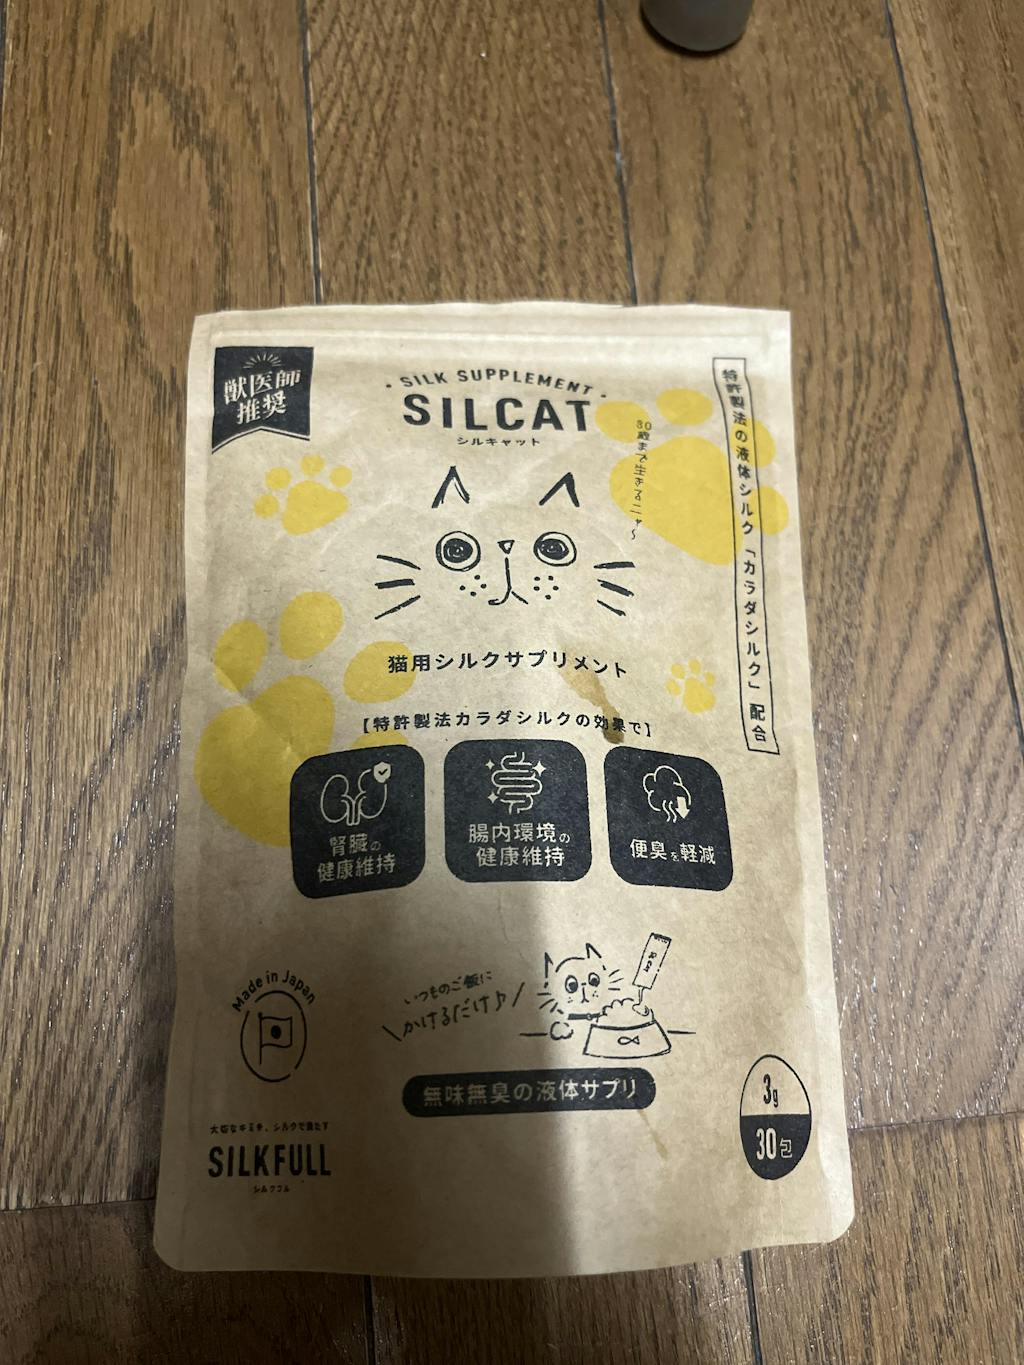 獣医師
推奨
・SILK SUPPLEMENT・
SILCAT
シルキャット
30歳まで生きるニャ〜
特許製法の液体シルク「カラダシルク」配合
猫用シルクサプリメント
【特許製法カラダシルクの効果で】
腎臓の
健康維持
腸内環境の
健康維持
便臭を軽減
Made in Japan
いつものご飯に
\かけるだけ♪/
無味無臭の液体サプリ
3g
30包
大切なキミを、シルクで満たす
SILKFULL
シルクフル